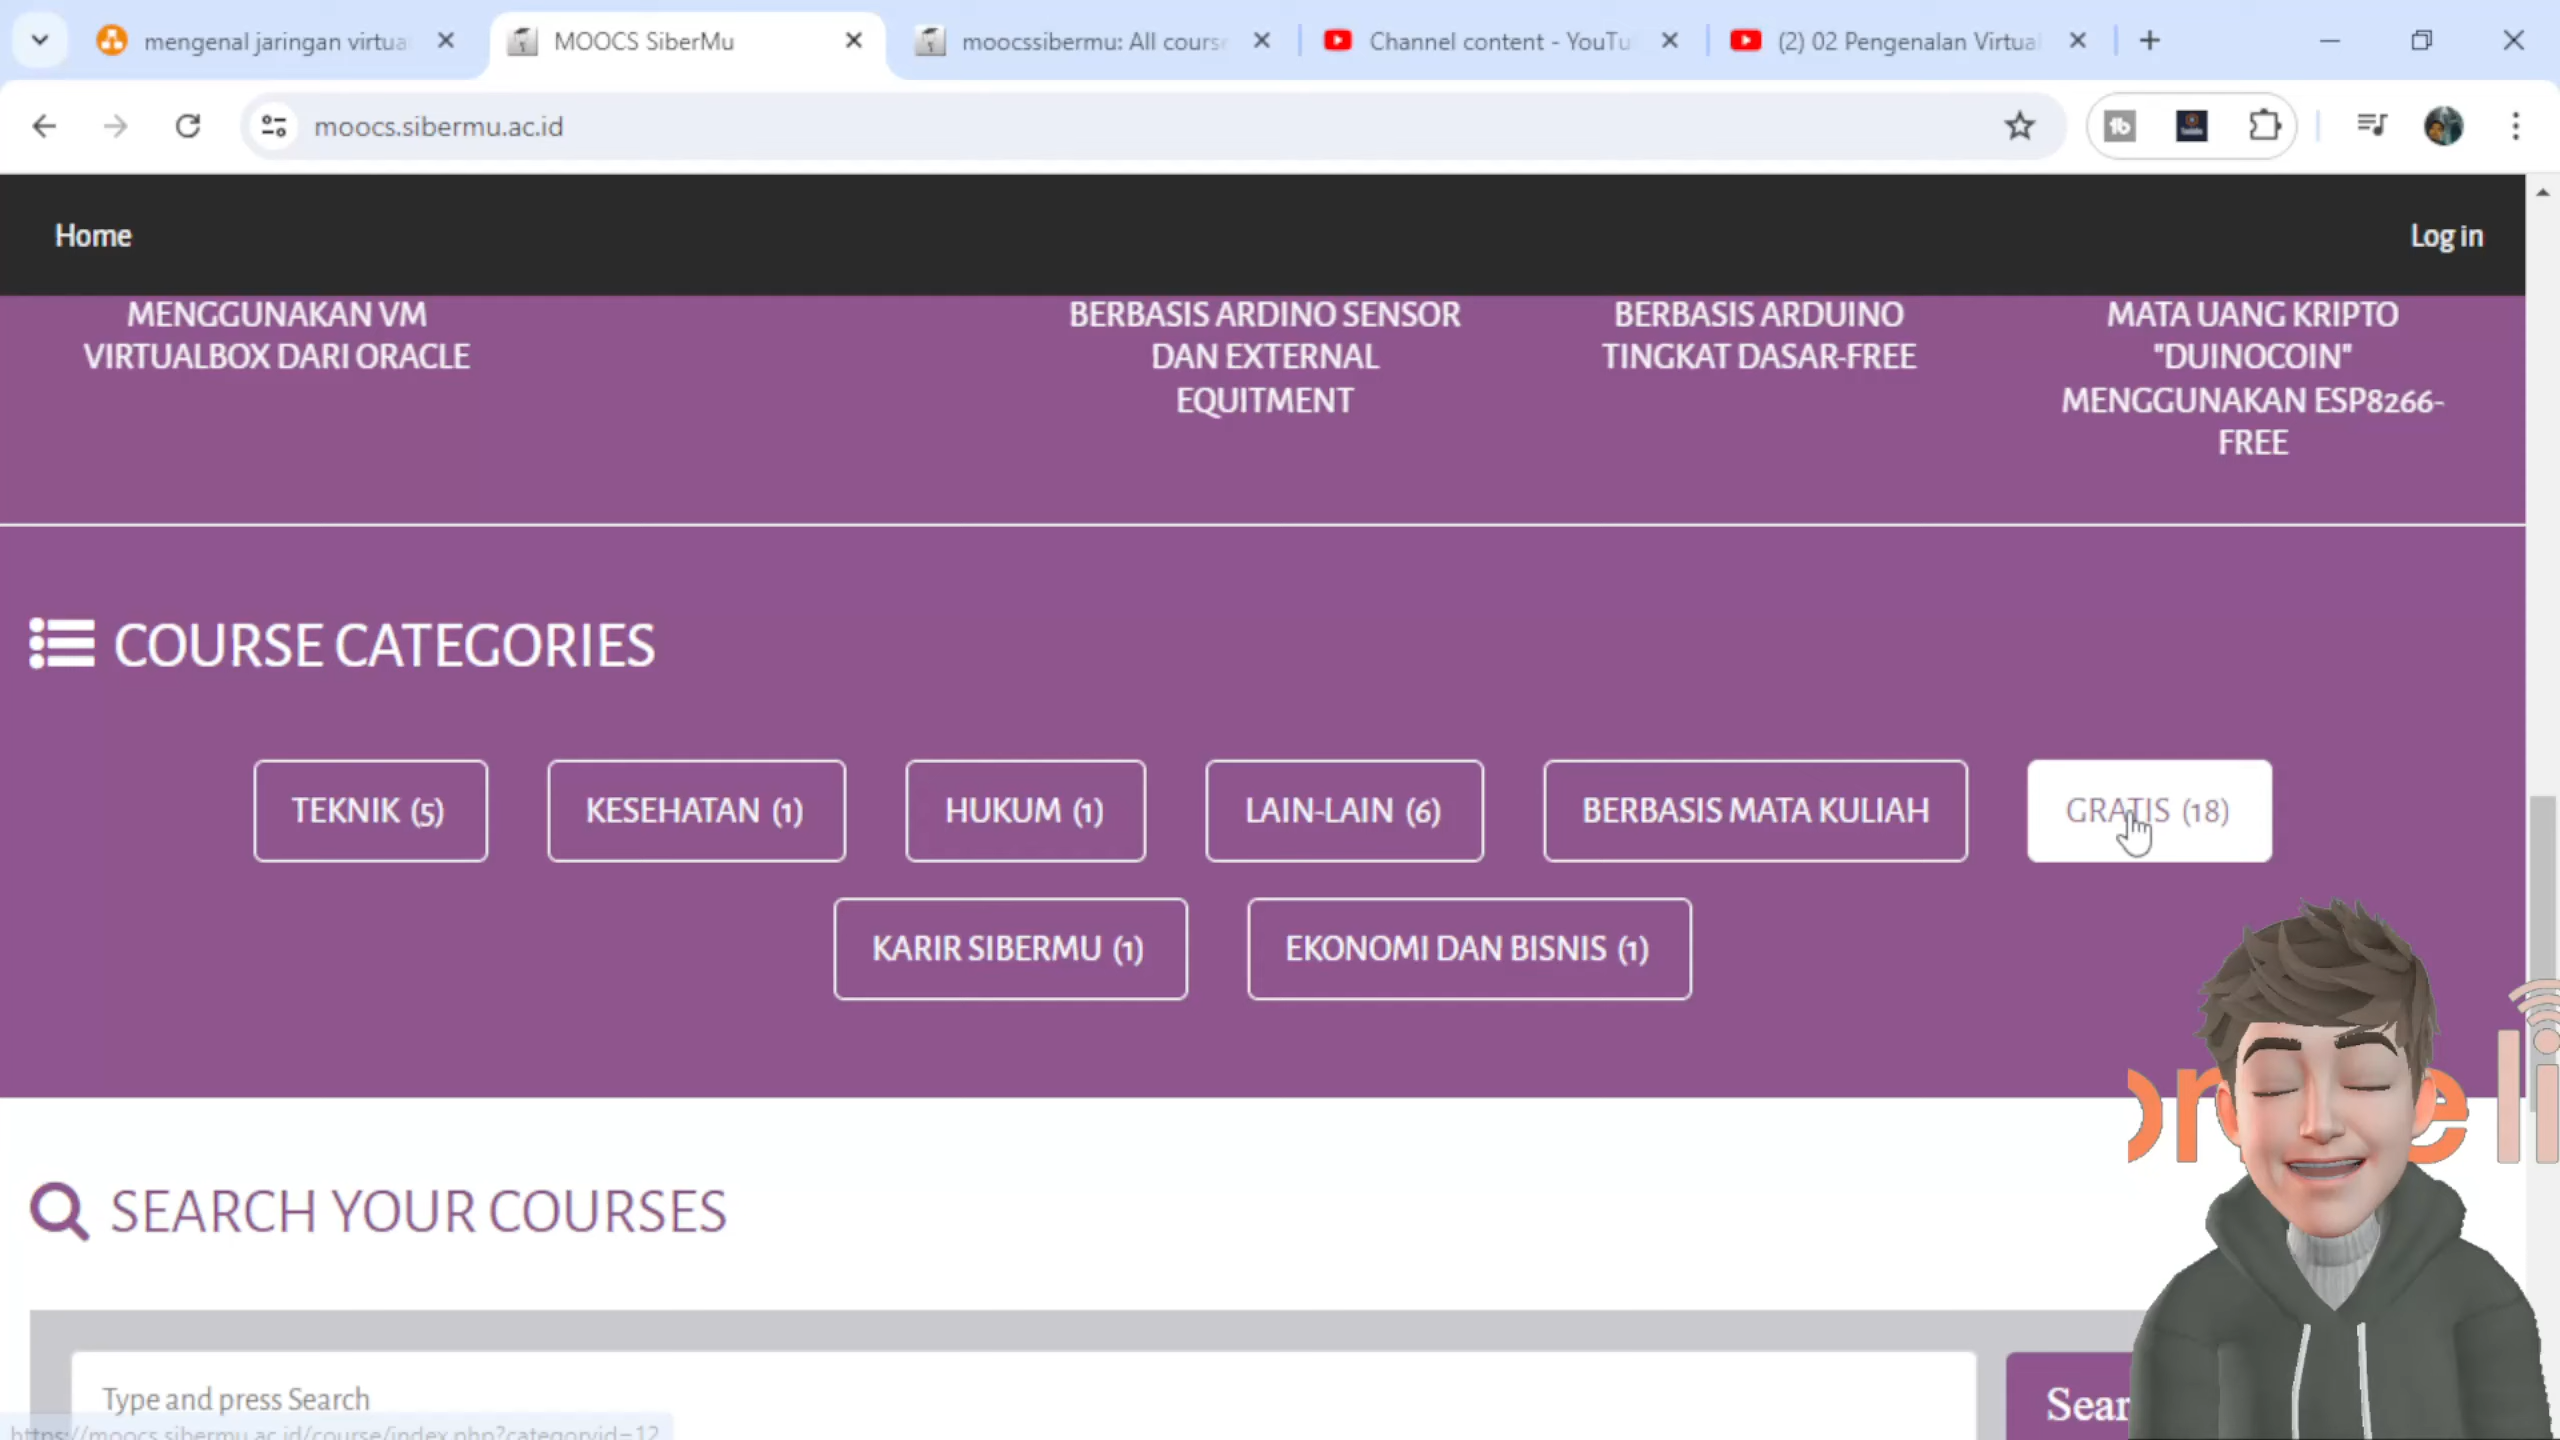 mengenal jaringan virtua
MOOCS SiberMu
moocssibermu: All course
Channel content - YouTu
(2) 02 Pengenalan Virtual
moocs.sibermu.ac.id
Home
Log in
MENGGUNAKAN VM
VIRTUALBOX DARI ORACLE
BERBASIS ARDINO SENSOR
DAN EXTERNAL
EQUITMENT
BERBASIS ARDUINO
TINGKAT DASAR-FREE
MATA UANG KRIPTO
"DUINOCOIN"
MENGGUNAKAN ESP8266-
FREE
COURSE CATEGORIES
TEKNIK (5)
KESEHATAN (1)
HUKUM (1)
LAIN-LAIN (6)
BERBASIS MATA KULIAH
GRATIS (18)
KARIR SIBERMU (1)
EKONOMI DAN BISNIS (1)
SEARCH YOUR COURSES
Type and press Search
Sear
https://moocs.sibermu.ac.id/course/index.php?categoryid=12